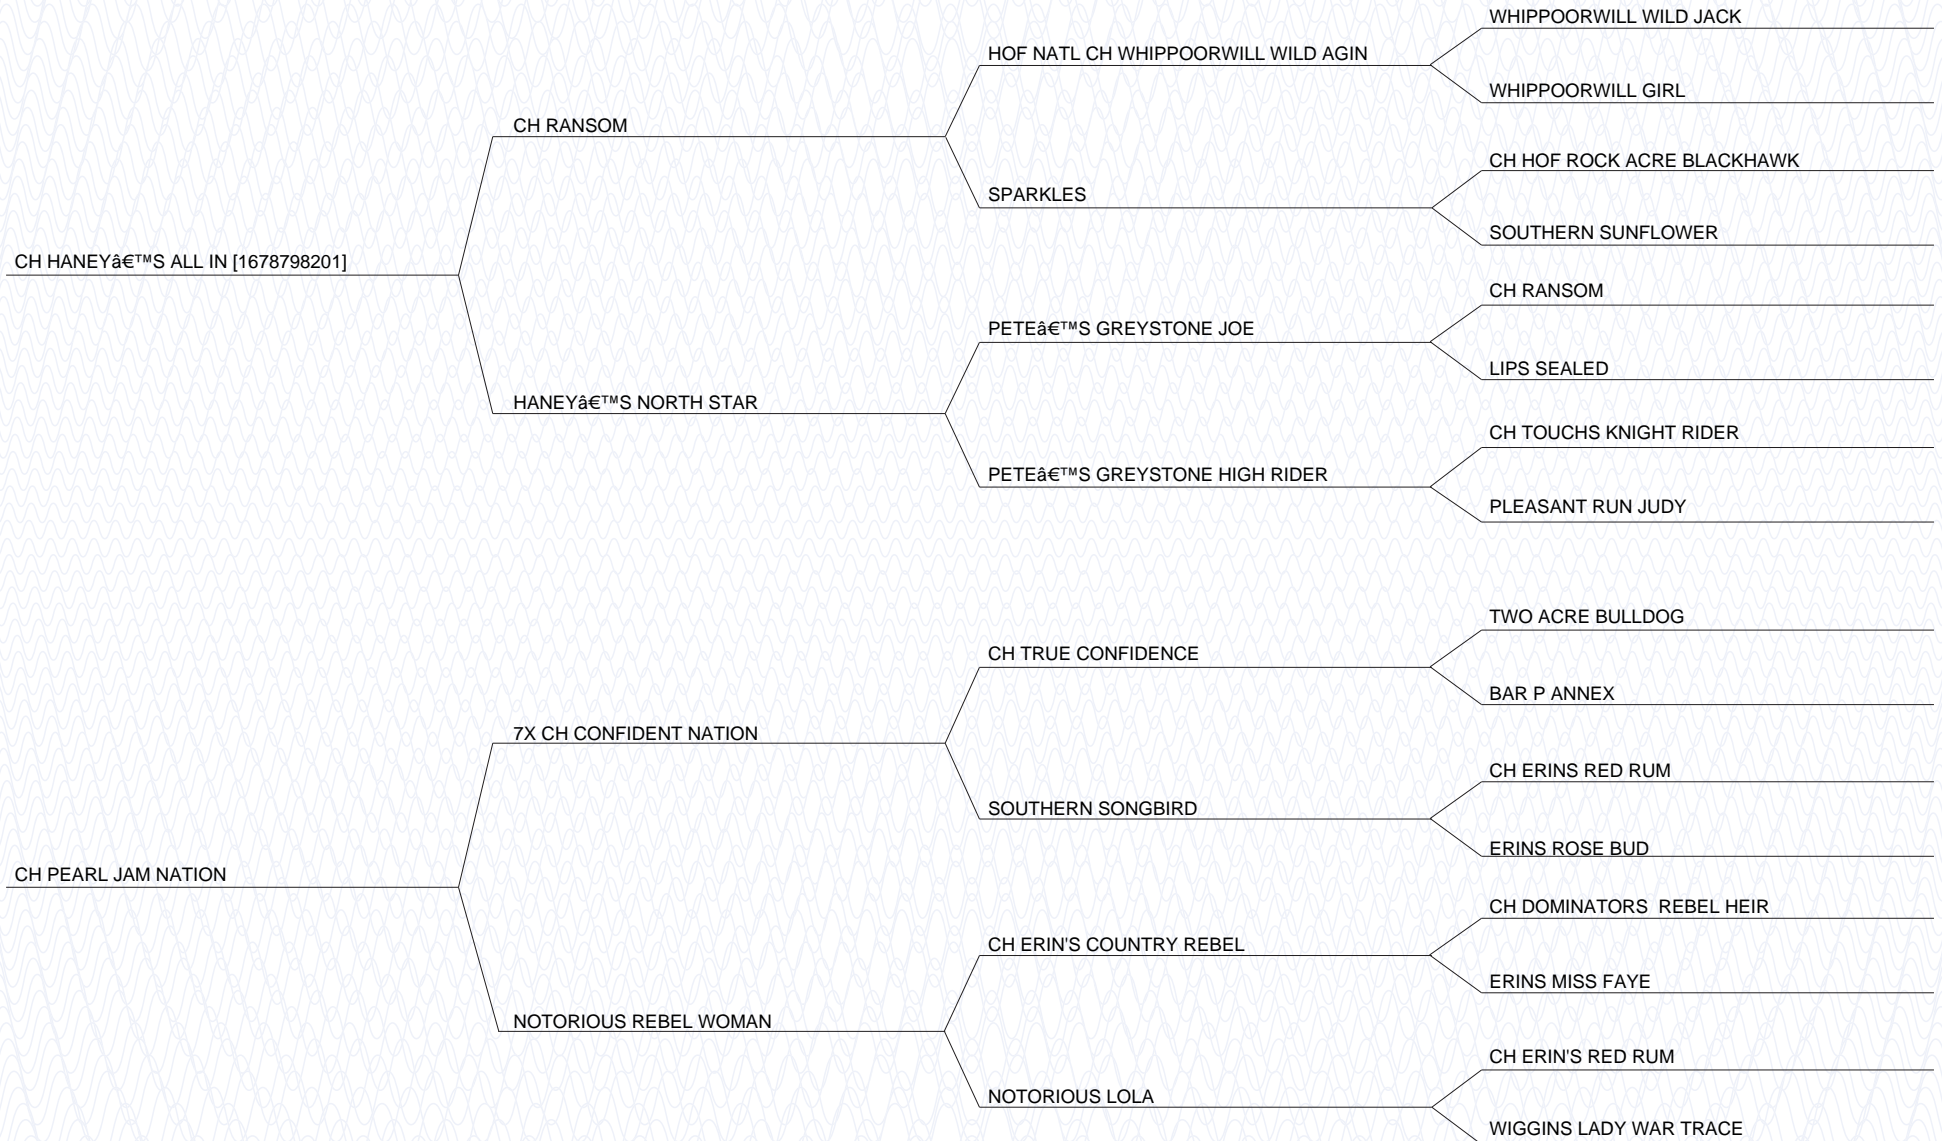 WHIPPOORWILL WILD JACK
HOF NATL CH WHIPPOORWILL WILD AGIN
WHIPPOORWILL GIRL
CH RANSOM
CH HOF ROCK ACRE BLACKHAWK
SPARKLES
SOUTHERN SUNFLOWER
CH HANEYâ€™S ALL IN [1678798201]
CH RANSOM
PETEâ€™S GREYSTONE JOE
LIPS SEALED
HANEYâ€™S NORTH STAR
CH TOUCHS KNIGHT RIDER
PETEâ€™S GREYSTONE HIGH RIDER
PLEASANT RUN JUDY
TWO ACRE BULLDOG
CH TRUE CONFIDENCE
BAR P ANNEX
7X CH CONFIDENT NATION
CH ERINS RED RUM
SOUTHERN SONGBIRD
ERINS ROSE BUD
CH PEARL JAM NATION
CH DOMINATORS  REBEL HEIR
CH ERIN'S COUNTRY REBEL
ERINS MISS FAYE
NOTORIOUS REBEL WOMAN
CH ERIN'S RED RUM
NOTORIOUS LOLA
WIGGINS LADY WAR TRACE